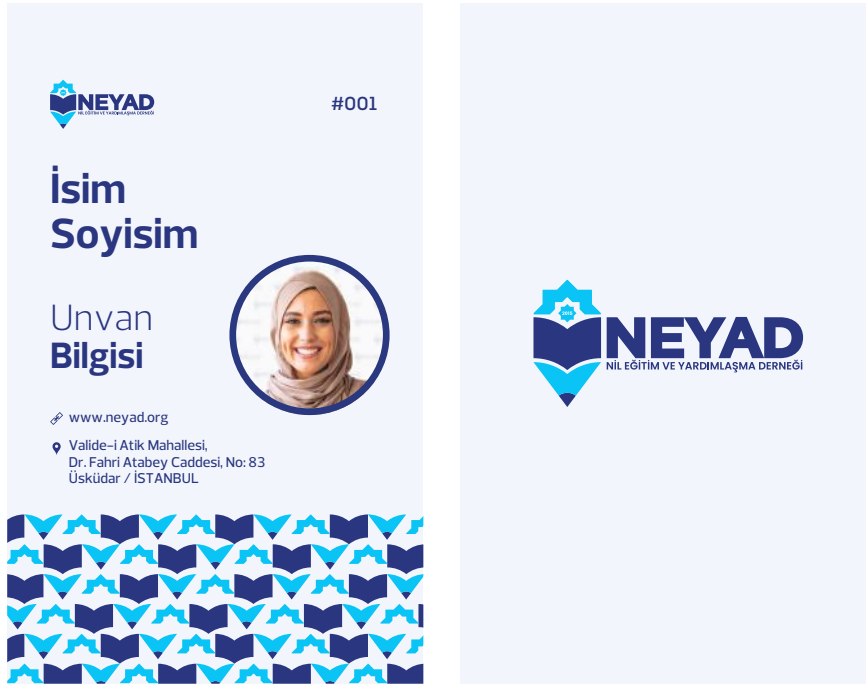 NEYAD
NİL EĞİTİM VE YARDIMLAŞMA DERNEĞİ
#001
İsim
Soyisim
Unvan
Bilgisi
www.neyad.org
Valide-i Atik Mahallesi,
Dr. Fahri Atabey Caddesi, No: 83
Üsküdar / İSTANBUL
NEYAD
NİL EĞİTİM VE YARDIMLAŞMA DERNEĞİ